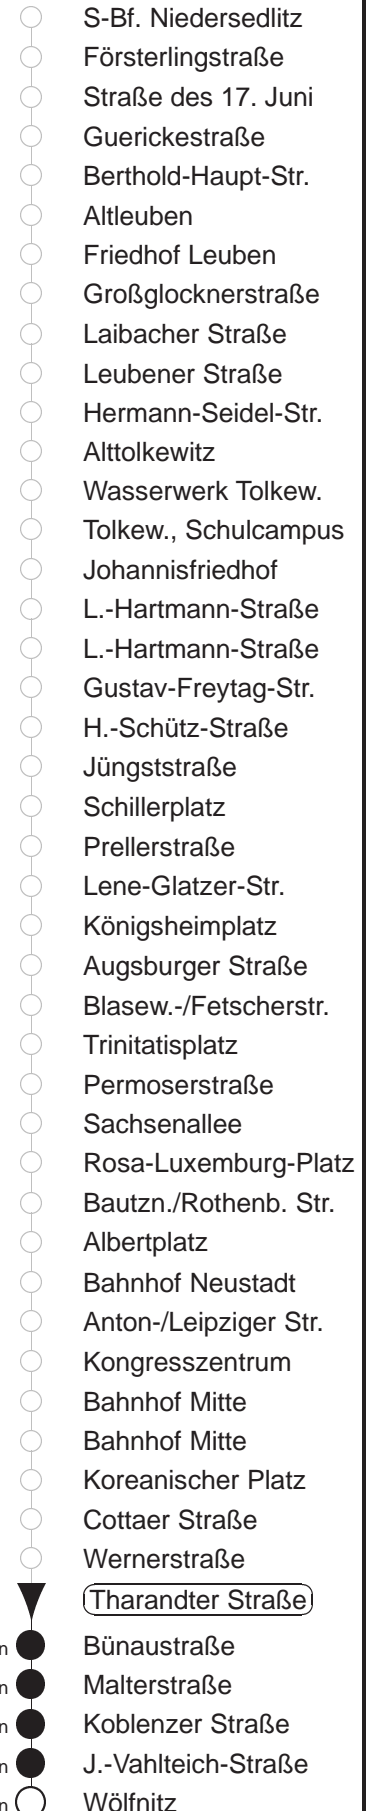 S-Bf. Niedersedlitz
Försterlingstraße
Straße des 17. Juni
Guerickestraße
Berthold-Haupt-Str.
Altleuben
Friedhof Leuben
Großglocknerstraße
Laibacher Straße
Leubener Straße
Hermann-Seidel-Str.
Alttolkewitz
Wasserwerk Tolkew.
Tolkew., Schulcampus
Johannisfriedhof
L.-Hartmann-Straße
L.-Hartmann-Straße
Gustav-Freytag-Str.
H.-Schütz-Straße
Jüngststraße
Schillerplatz
Prellerstraße
Lene-Glatzer-Str.
Königsheimplatz
Augsburger Straße
Blasew.-/Fetscherstr.
Trinitatisplatz
Permoserstraße
Sachsenallee
Rosa-Luxemburg-Platz
Bautzn./Rothenb. Str.
Albertplatz
Bahnhof Neustadt
Anton-/Leipziger Str.
Kongresszentrum
Bahnhof Mitte
Bahnhof Mitte
Koreanischer Platz
Cottaer Straße
Wernerstraße
Tharandter Straße
n Bünaustraße
n Malterstraße
n Koblenzer Straße
n J.-Vahlteich-Straße
n Wölfnitz